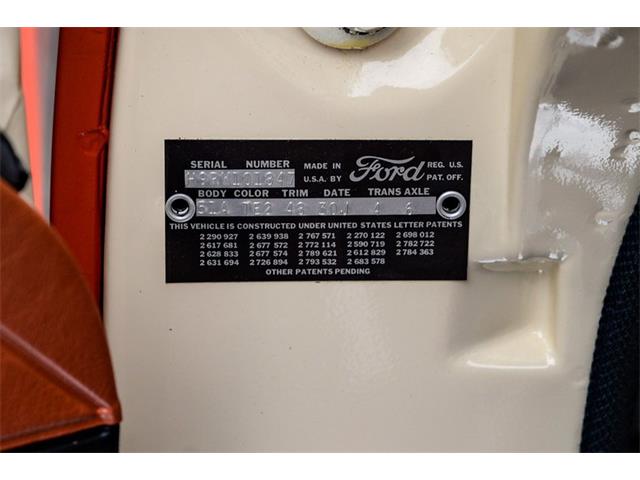 SERIAL NUMBER MADE IN Ford REG. U.S.
M9RM101847 U.S.A. BY PAT. OFF.
BODY COLOR TRIM DATE TRANS AXLE
51A TE2 4G 30J 4 6
THIS VEHICLE IS CONSTRUCTED UNDER UNITED STATES LETTER PATENTS
2 290 927 2 639 938 2 767 571 2 270 122 2 698 012
2 617 681 2 677 572 2 772 114 2 590 719 2 782 722
2 628 833 2 677 574 2 789 621 2 612 829 2 784 363
2 631 694 2 726 894 2 793 532 2 683 578
OTHER PATENTS PENDING